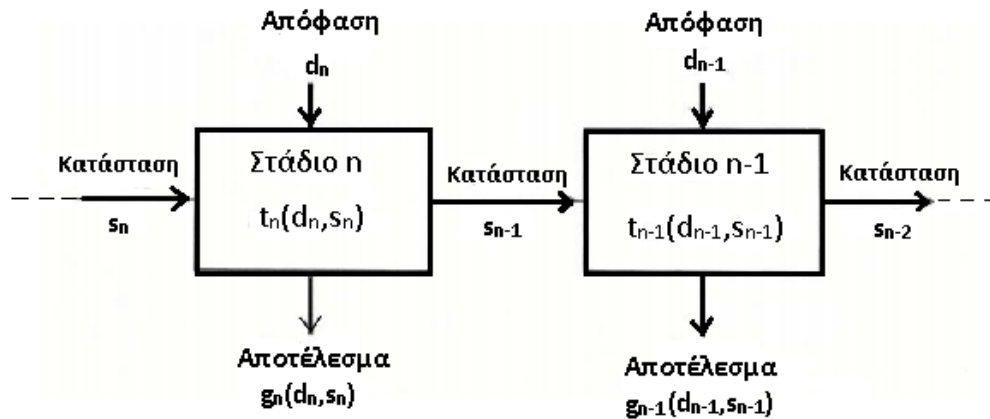 Απόφαση
dₙ
Απόφαση
dₙ₋₁
Κατάσταση
sₙ
Στάδιο n
tₙ(dₙ,sₙ)
Κατάσταση
sₙ₋₁
Στάδιο n-1
tₙ₋₁(dₙ₋₁,sₙ₋₁)
Κατάσταση
sₙ₋₂
Αποτέλεσμα
gₙ(dₙ,sₙ)
Αποτέλεσμα
gₙ₋₁(dₙ₋₁,sₙ₋₁)